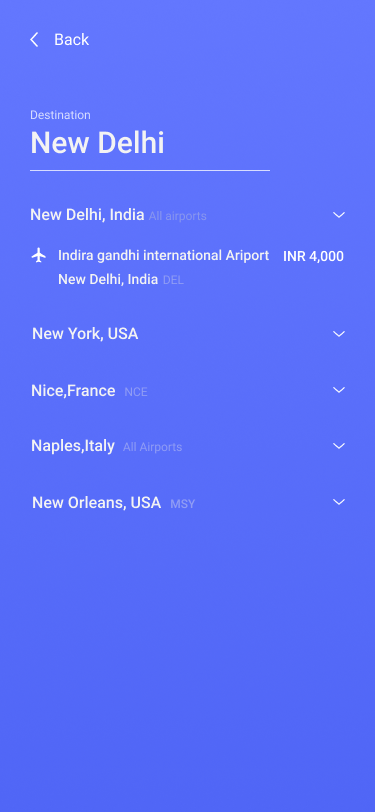 Back
Destination
New Delhi
New Delhi, India All airports
Indira gandhi international Ariport INR 4,000
New Delhi, India DEL
New York, USA
Nice,France NCE
Naples,Italy All Airports
New Orleans, USA MSY